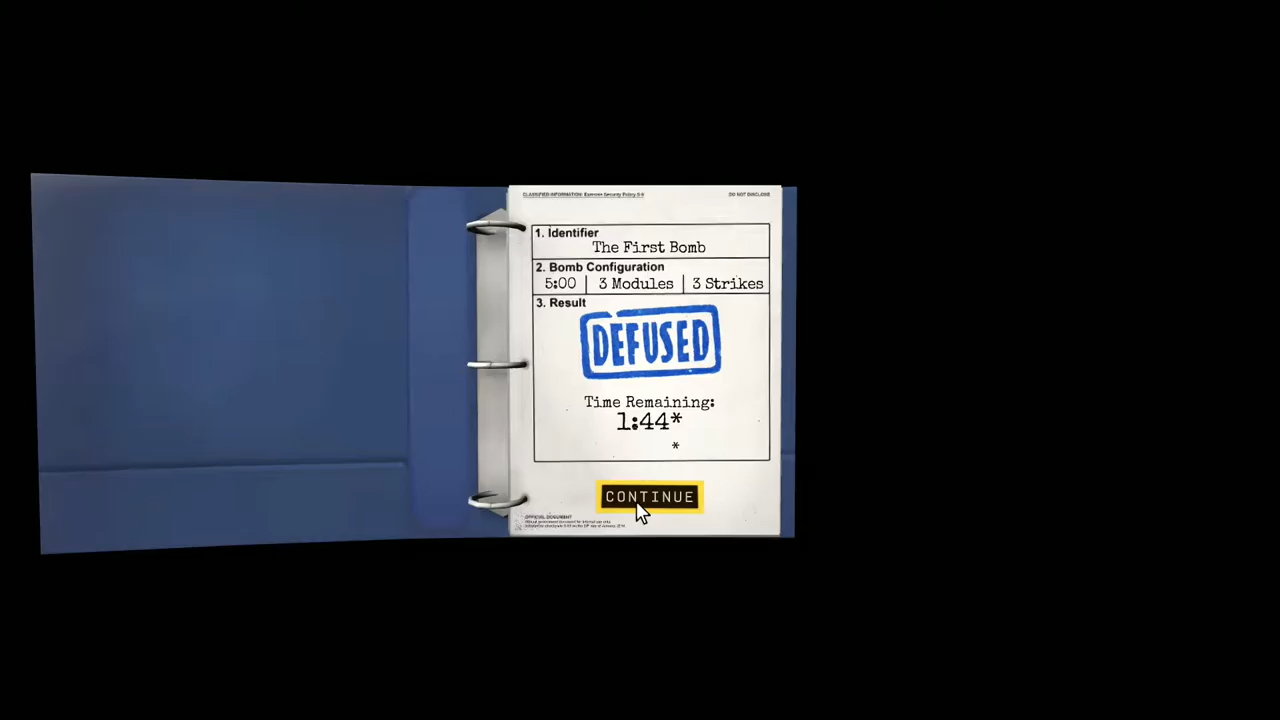 CLASSIFIED INFORMATION:
DO NOT DISCLOSE
1. Identifier
The First Bomb
2. Bomb Configuration
5:00 | 3 Modules | 3 Strikes
3. Result
DEFUSED
Time Remaining:
1:44*
*
CONTINUE
OFFICIAL DOCUMENT